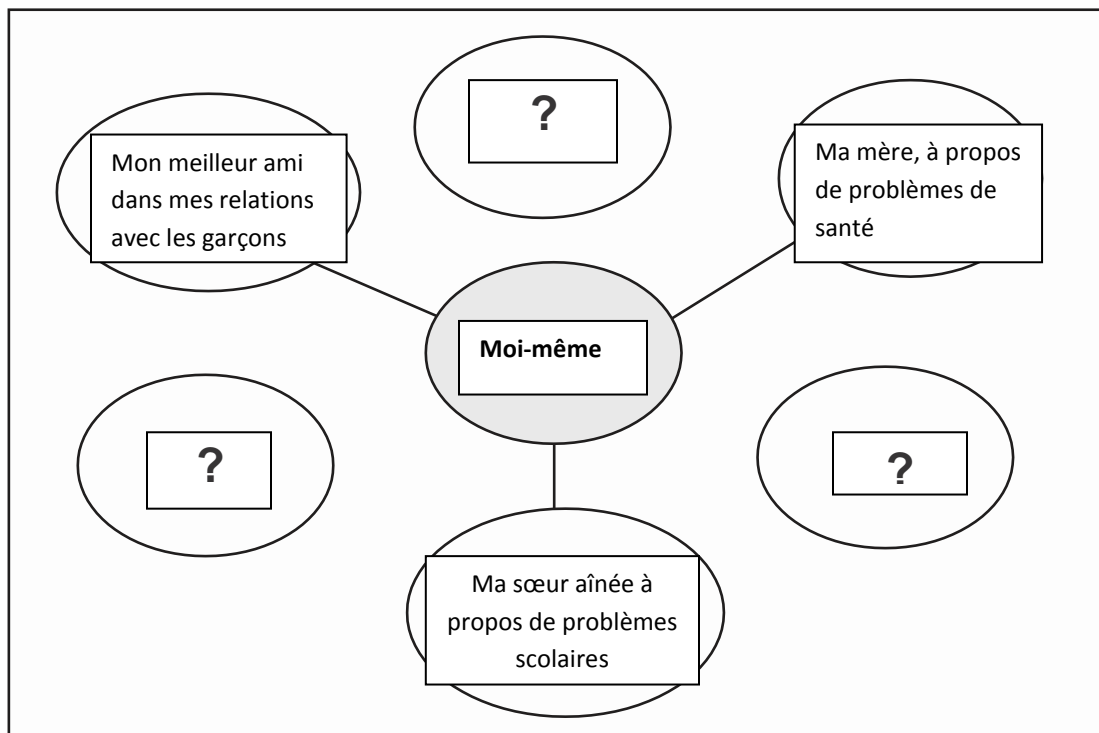 ?
Mon meilleur ami
dans mes relations
avec les garçons
Ma mère, à propos
de problèmes de
santé
Moi-même
?
?
Ma sœur aînée à
propos de problèmes
scolaires